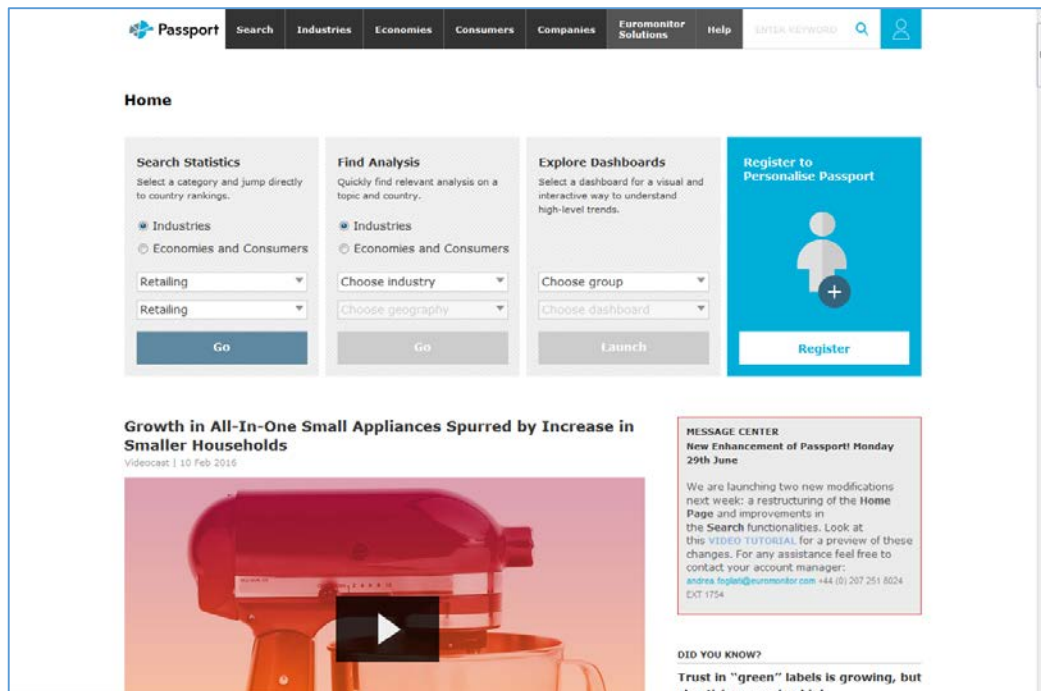 Passport
Search
Industries
Economies
Consumers
Companies
Euromonitor
Solutions
Help
ENTER KEYWORD
Home
Search Statistics
Select a category and jump directly
to country rankings.
Industries
Economies and Consumers
Retailing
Retailing
Go
Find Analysis
Quickly find relevant analysis on a
topic and country.
Industries
Economies and Consumers
Choose industry
Choose geography
Go
Explore Dashboards
Select a dashboard for a visual and
interactive way to understand
high-level trends.
Choose group
Choose dashboard
Launch
Register to
Personalise Passport
Register
Growth in All-In-One Small Appliances Spurred by Increase in
Smaller Households
Videocast | 10 Feb 2016
MESSAGE CENTER
New Enhancement of Passport! Monday
29th June
We are launching two new modifications
next week: a restructuring of the Home
Page and improvements in
the Search functionalities. Look at
this VIDEO TUTORIAL for a preview of these
changes. For any assistance feel free to
contact your account manager:
andrea.foglati@euromonitor.com +44 (0) 207 251 8024
EXT 1754
DID YOU KNOW?
Trust in “green” labels is growing, but